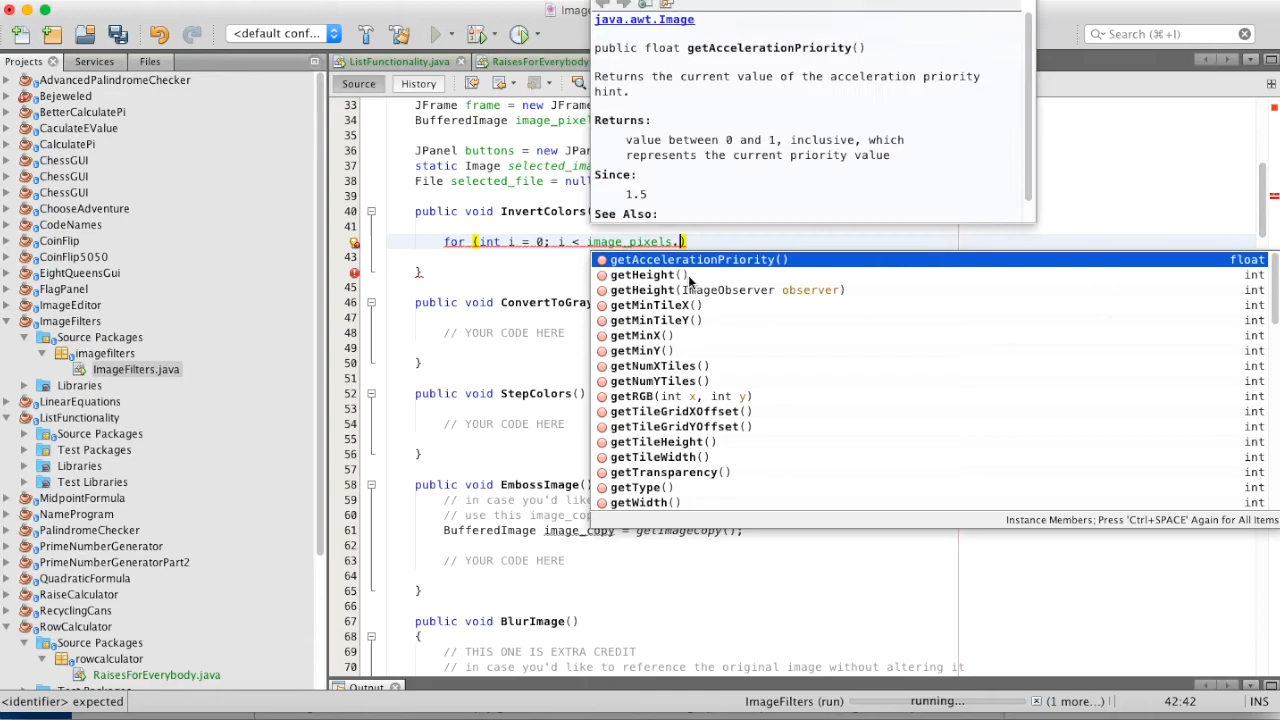 Imag
<default conf...
Search (⌘+I)
Projects
Services
Files
ListFunctionality.java
RaisesForEverybody
Source
History
AdvancedPalindromeChecker
Bejeweled
BetterCalculatePi
CaculateEValue
CalculatePi
ChessGUI
ChessGUI
ChessGUI
ChooseAdventure
CodeNames
CoinFlip
CoinFlip5050
EightQueensGui
FlagPanel
ImageEditor
ImageFilters
Source Packages
imagefilters
ImageFilters.java
Libraries
LinearEquations
ListFunctionality
Source Packages
Test Packages
Libraries
Test Libraries
MidpointFormula
NameProgram
PalindromeChecker
PrimeNumberGenerator
PrimeNumberGeneratorPart2
QuadraticFormula
RaiseCalculator
RecyclingCans
RowCalculator
Source Packages
rowcalculator
RaisesForEverybody.java
33 JFrame frame = new JFrame
34 BufferedImage image_pixel
35
36 JPanel buttons = new JPan
37 static Image selected_ima
38 File selected_file = null
39
40 public void InvertColors(
41
for (int i = 0; i < image_pixels.)
43
}
45
46 public void ConvertToGray
47
48 // YOUR CODE HERE
49
50 }
51
52 public void StepColors()
53
54 // YOUR CODE HERE
55
56 }
57
58 public void EmbossImage()
59 // in case you'd like
60 // use this image_cop
61 BufferedImage image_copy = getImageCopy();
62
63 // YOUR CODE HERE
64
65 }
66
67 public void BlurImage()
68 {
69 // THIS ONE IS EXTRA CREDIT
70 // in case you'd like to reference the original image without altering it
java.awt.Image
public float getAccelerationPriority()
Returns the current value of the acceleration priority
hint.
Returns:
value between 0 and 1, inclusive, which
represents the current priority value
Since:
1.5
See Also:
getAccelerationPriority() float
getHeight() int
getHeight(ImageObserver observer) int
getMinTileX() int
getMinTileY() int
getMinX() int
getMinY() int
getNumXTiles() int
getNumYTiles() int
getRGB(int x, int y) int
getTileGridXOffset() int
getTileGridYOffset() int
getTileHeight() int
getTileWidth() int
getTransparency() int
getType() int
getWidth() int
Instance Members; Press 'Ctrl+SPACE' Again for All Items
Output
<identifier> expected
ImageFilters (run)
running...
(1 more...)
42:42
INS